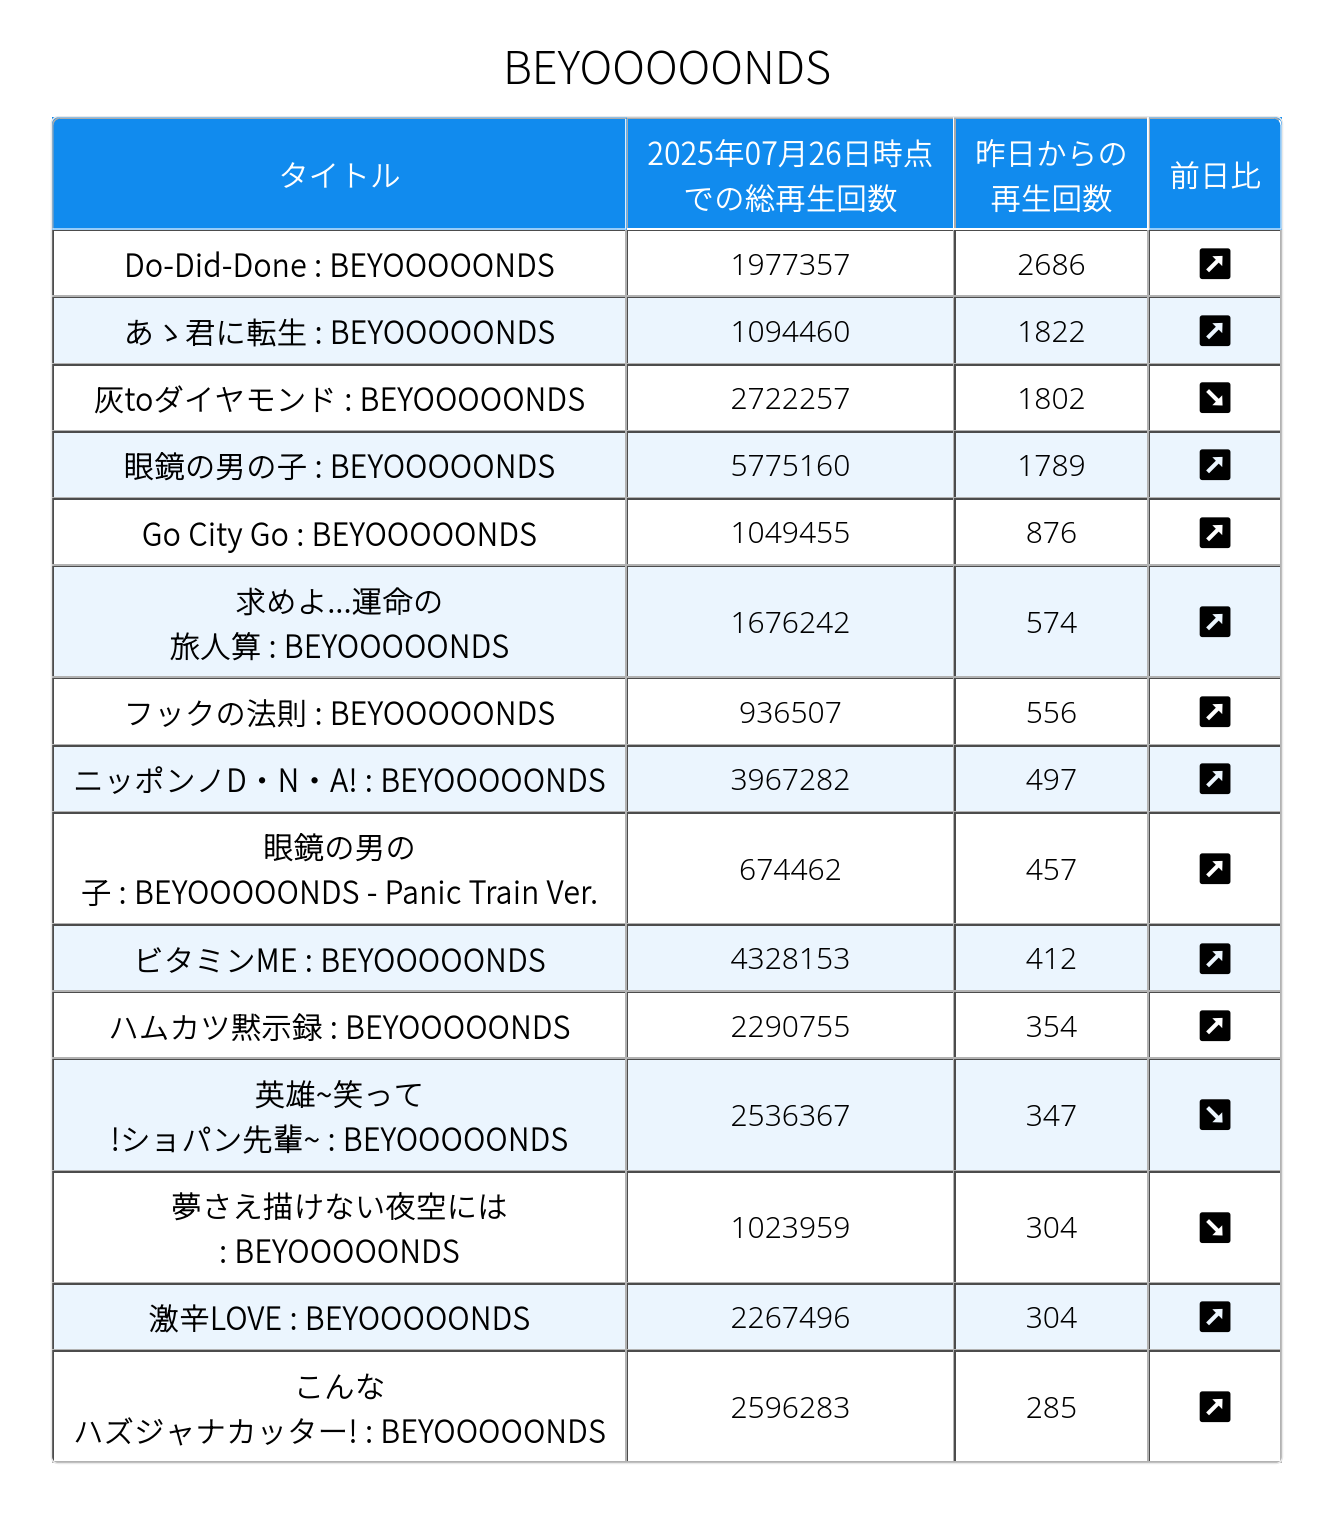 BEYOOOOONDS
タイトル
2025年07月26日時点
での総再生回数
昨日からの
再生回数
前日比
Do-Did-Done : BEYOOOOONDS
1977357
2686
あゝ君に転生 : BEYOOOOONDS
1094460
1822
灰toダイヤモンド : BEYOOOOONDS
2722257
1802
眼鏡の男の子 : BEYOOOOONDS
5775160
1789
Go City Go : BEYOOOOONDS
1049455
876
求めよ...運命の
旅人算 : BEYOOOOONDS
1676242
574
フックの法則 : BEYOOOOONDS
936507
556
ニッポンノD・N・A! : BEYOOOOONDS
3967282
497
眼鏡の男の
子 : BEYOOOOONDS - Panic Train Ver.
674462
457
ビタミンME : BEYOOOOONDS
4328153
412
ハムカツ黙示録 : BEYOOOOONDS
2290755
354
英雄~笑って
!ショパン先輩~ : BEYOOOOONDS
2536367
347
夢さえ描けない夜空には
: BEYOOOOONDS
1023959
304
激辛LOVE : BEYOOOOONDS
2267496
304
こんな
ハズジャナカッター! : BEYOOOOONDS
2596283
285